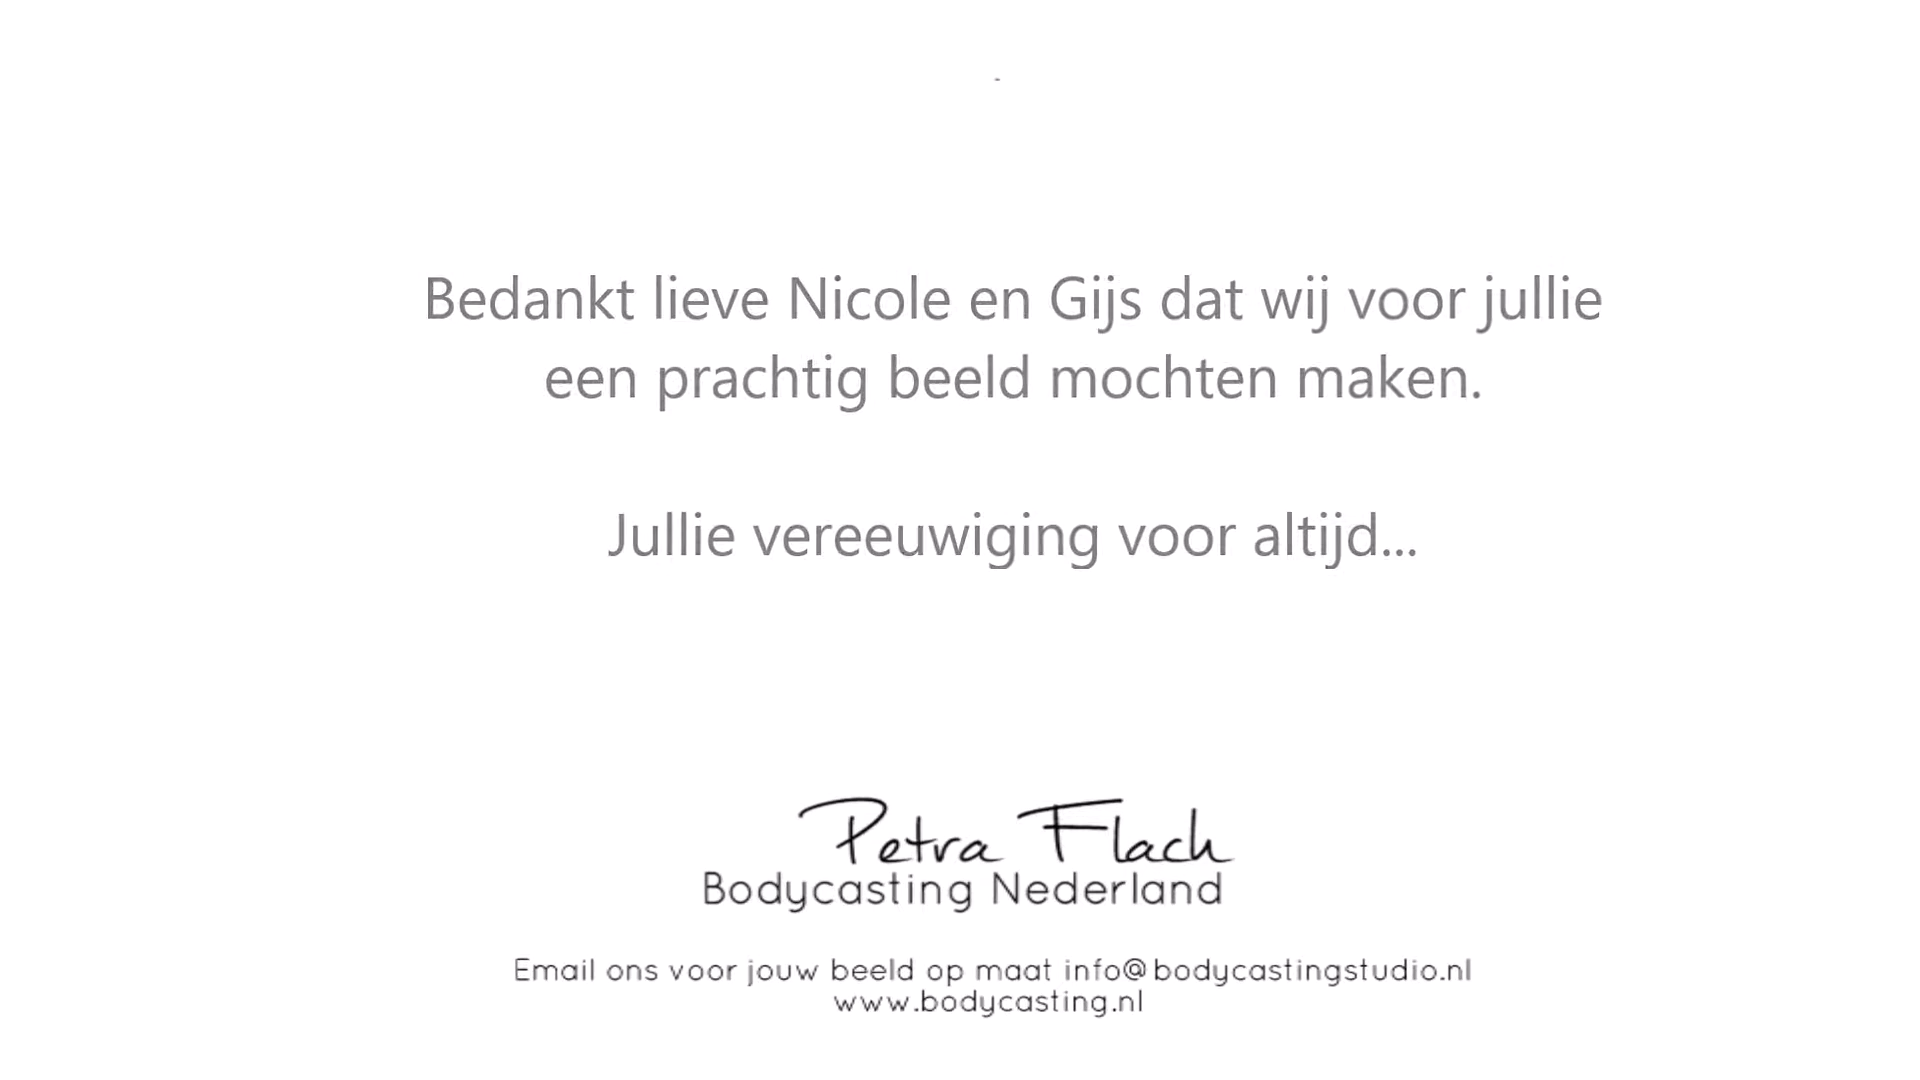 Bedankt lieve Nicole en Gijs dat wij voor jullie
een prachtig beeld mochten maken.
Jullie vereeuwiging voor altijd...
Petra Flach
Bodycasting Nederland
Email ons voor jouw beeld op maat info@bodycastingstudio.nl
www.bodycasting.nl